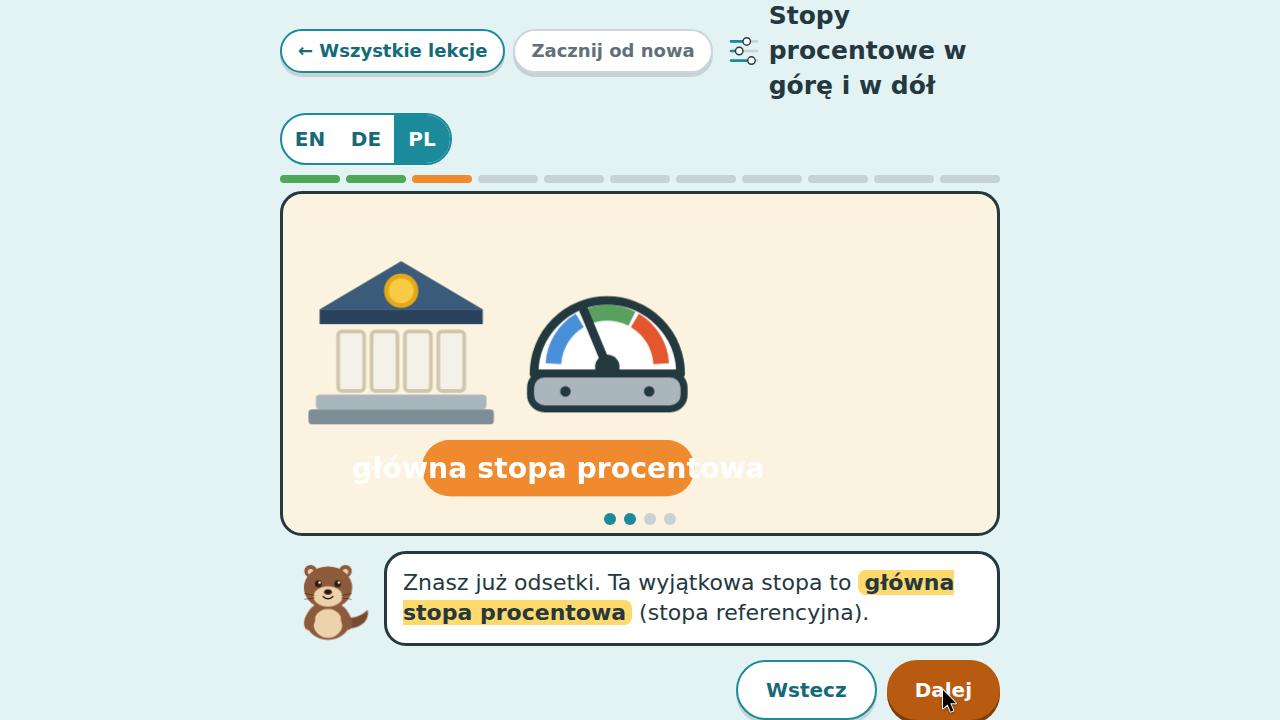 ← Wszystkie lekcje
Zacznij od nowa
Stopy
procentowe w
górę i w dół
EN DE PL
główna stopa procentowa
Znasz już odsetki. Ta wyjątkowa stopa to główna
stopa procentowa (stopa referencyjna).
Wstecz
Dalej